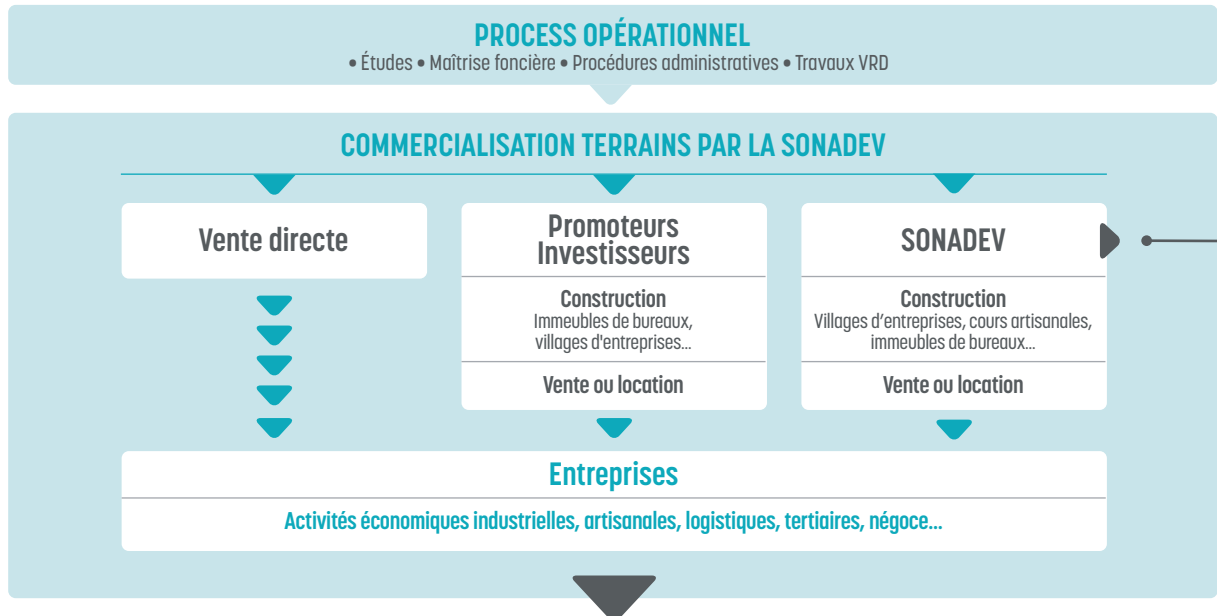 PROCESS OPÉRATIONNEL
• Études • Maîtrise foncière • Procédures administratives • Travaux VRD
COMMERCIALISATION TERRAINS PAR LA SONADEV
Vente directe
Promoteurs
Investisseurs
Construction
Immeubles de bureaux,
villages d'entreprises...
Vente ou location
SONADEV
Construction
Villages d’entreprises, cours artisanales,
immeubles de bureaux...
Vente ou location
Entreprises
Activités économiques industrielles, artisanales, logistiques, tertiaires, négoce...